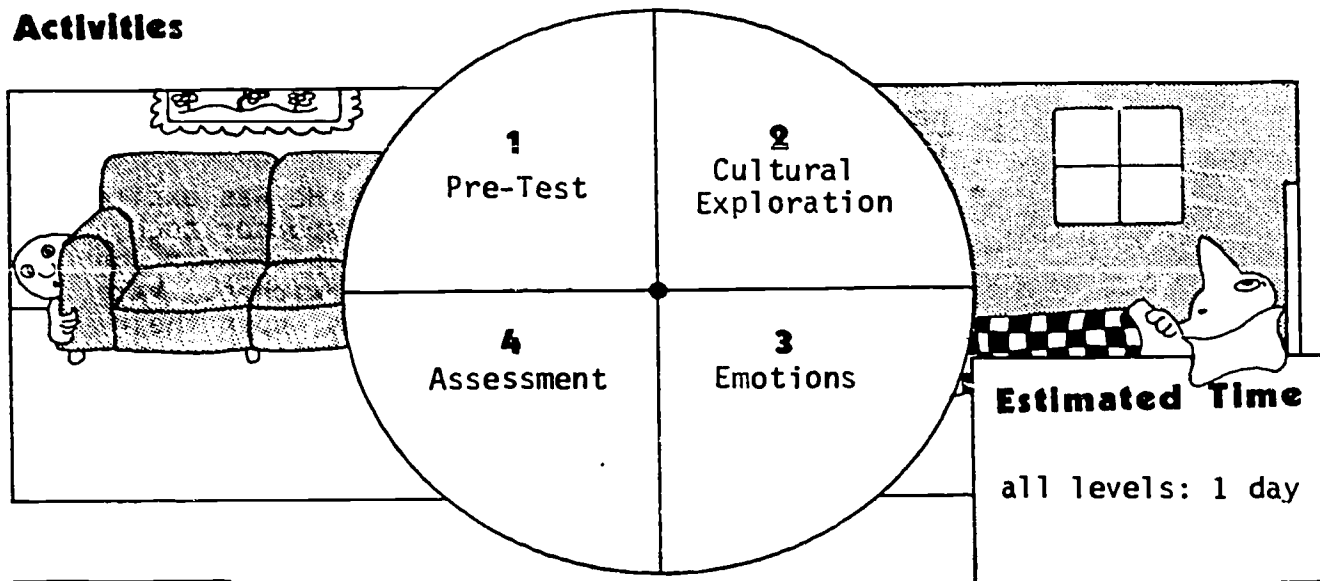 Activities
1
Pre-Test
2
Cultural
Exploration
4
Assessment
3
Emotions
Estimated Time
all levels: 1 day